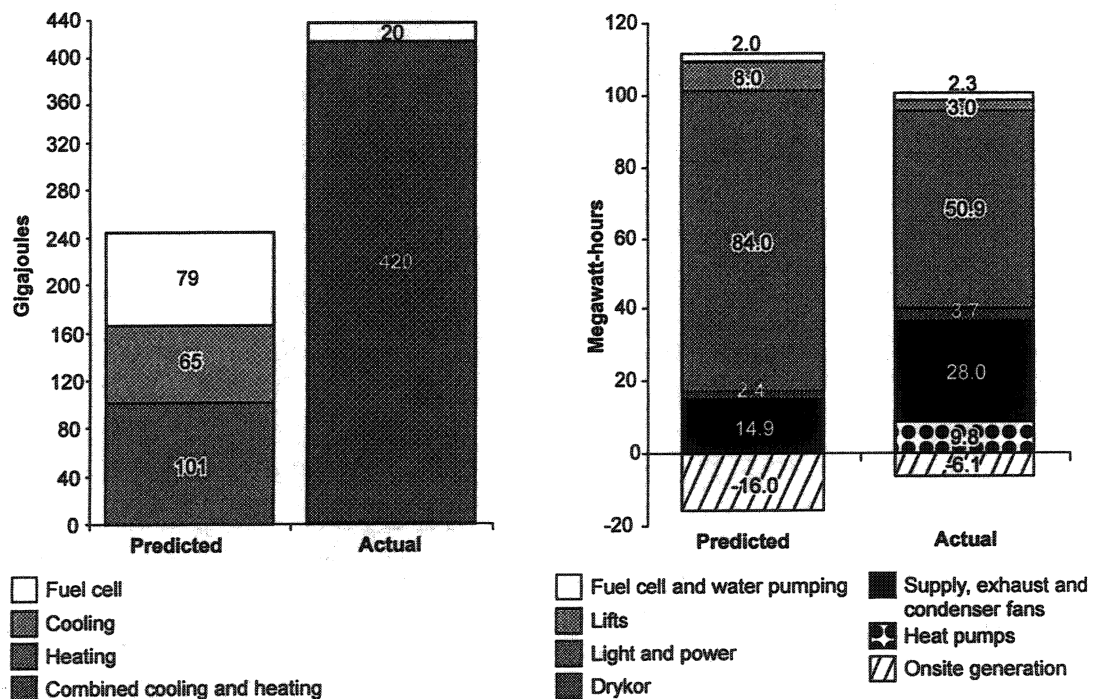 Gigajoules
440
400
360
320
280
240
200
160
120
80
40
0
79
65
101
20
420
Predicted
Actual
Fuel cell
Cooling
Heating
Combined cooling and heating
Megawatt-hours
120
100
80
60
40
20
0
-20
2.0
8.0
84.0
2.4
14.9
-16.0
2.3
3.0
50.9
3.7
28.0
9.8
-6.1
Predicted
Actual
Fuel cell and water pumping
Lifts
Light and power
Drykor
Supply, exhaust and
condenser fans
Heat pumps
Onsite generation